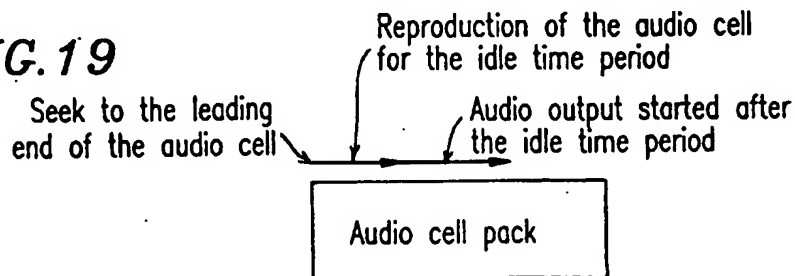 G.19
Reproduction of the audio cell
for the idle time period
Seek to the leading
end of the audio cell
Audio output started after
the idle time period
Audio cell pack